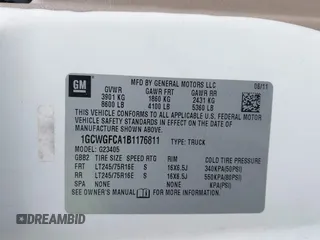 GM
MFD BY GENERAL MOTORS LLC
08/11
GVWR GAWR FRT GAWR RR
3901 KG 1860 KG 2431 KG
8600 LB 4100 LB 5360 LB
THIS VEHICLE CONFORMS TO ALL APPLICABLE U.S. FEDERAL MOTOR VEHICLE SAFETY STANDARDS IN EFFECT ON THE DATE OF MANUFACTURE SHOWN ABOVE.
1GCWGFCA1B1176811
TYPE: TRUCK
MODEL: G23405
GBB2 TIRE SIZE SPEED RTG RIM COLD TIRE PRESSURE
FRT LT245/75R16E S 16X6.5J 340KPA(50PSI)
RR LT245/75R16E S 16X6.5J 550KPA(80PSI)
SPA NONE NONE KPA(PSI)
SEE OWNERS MANUAL FOR ADDITIONAL INFORMATION.
DREAMBID